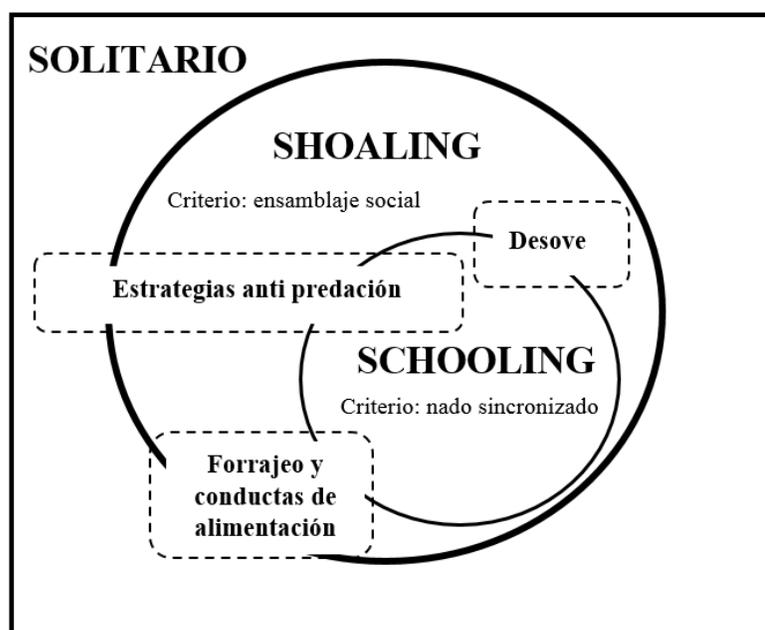 SOLITARIO
SHOALING
Criterio: ensamblaje social
Desove
Estrategias anti predación
SCHOOLING
Criterio: nado sincronizado
Forrajeo y
conductas de
alimentación